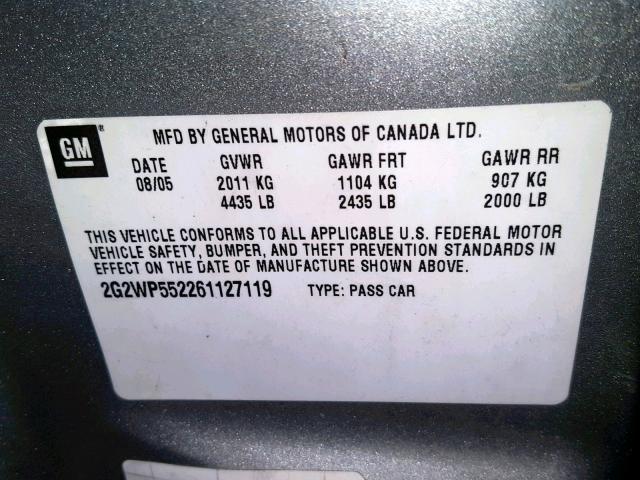 GM ® MFD BY GENERAL MOTORS OF CANADA LTD.
DATE GVWR GAWR FRT GAWR RR
08/05 2011 KG 1104 KG 907 KG
4435 LB 2435 LB 2000 LB
THIS VEHICLE CONFORMS TO ALL APPLICABLE U.S. FEDERAL MOTOR
VEHICLE SAFETY, BUMPER, AND THEFT PREVENTION STANDARDS IN
EFFECT ON THE DATE OF MANUFACTURE SHOWN ABOVE.
2G2WP552261127119 TYPE: PASS CAR